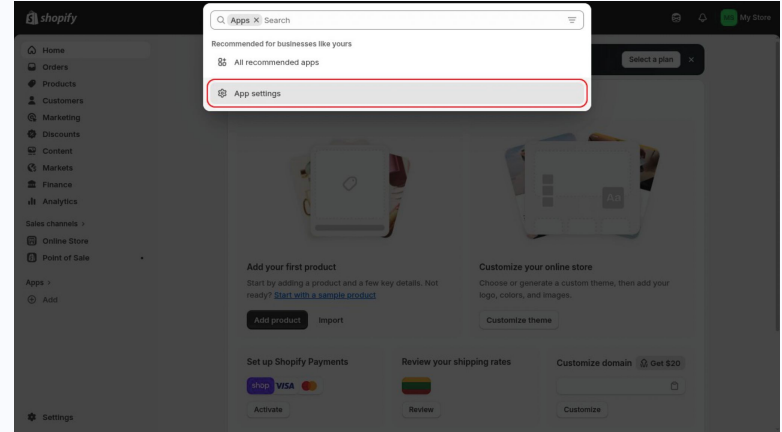 shopify
Apps × Search
MS My Store
Recommended for businesses like yours
All recommended apps
App settings
Select a plan ×
Home
Orders
Products
Customers
Marketing
Discounts
Content
Markets
Finance
Analytics
Sales channels >
Online Store
Point of Sale
Apps >
Add
Settings
Aa
Add your first product
Start by adding a product and a few key details. Not
ready? Start with a sample product
Add product Import
Customize your online store
Choose or generate a custom theme, then add your
logo, colors, and images.
Customize theme
Set up Shopify Payments
shop VISA
Activate
Review your shipping rates
Review
Customize domain Get $20
Customize